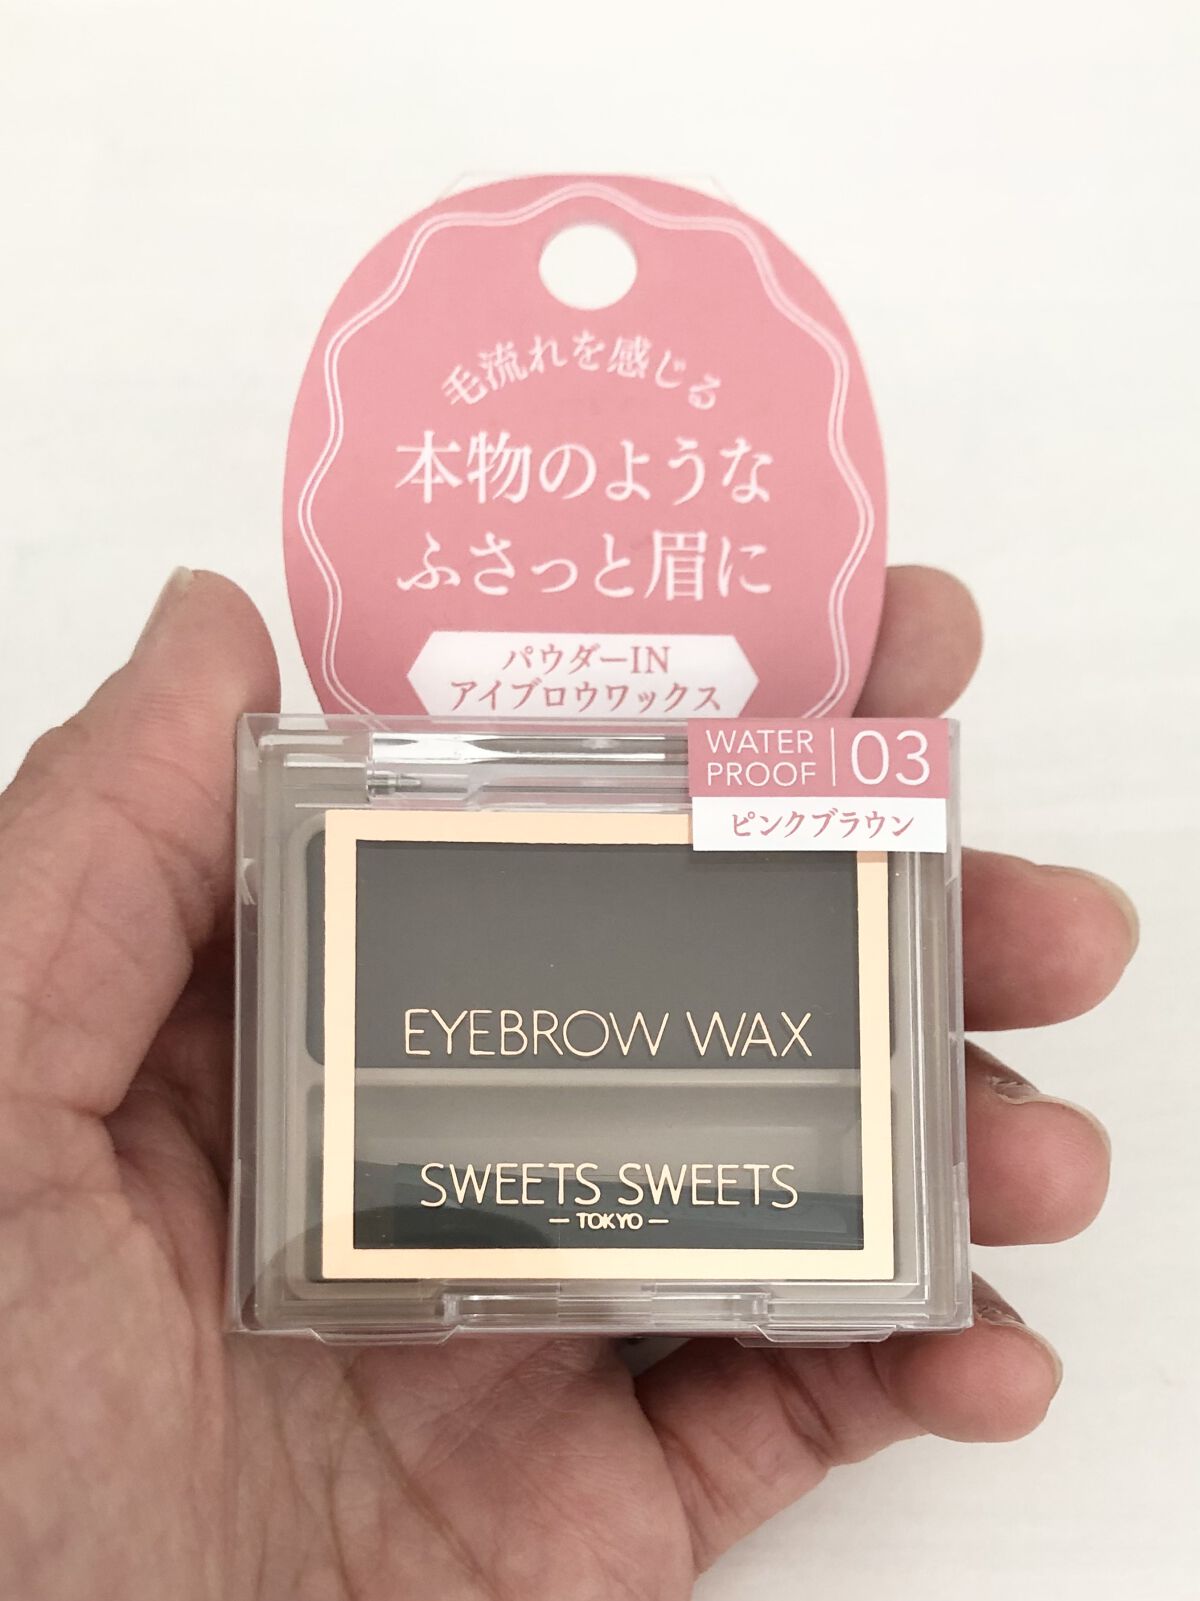 毛流れを感じる
本物のような
ふさっと眉に
パウダーIN
アイブロウワックス
WATER
PROOF
03
ピンクブラウン
EYEBROW WAX
SWEETS SWEETS
— TOKYO —